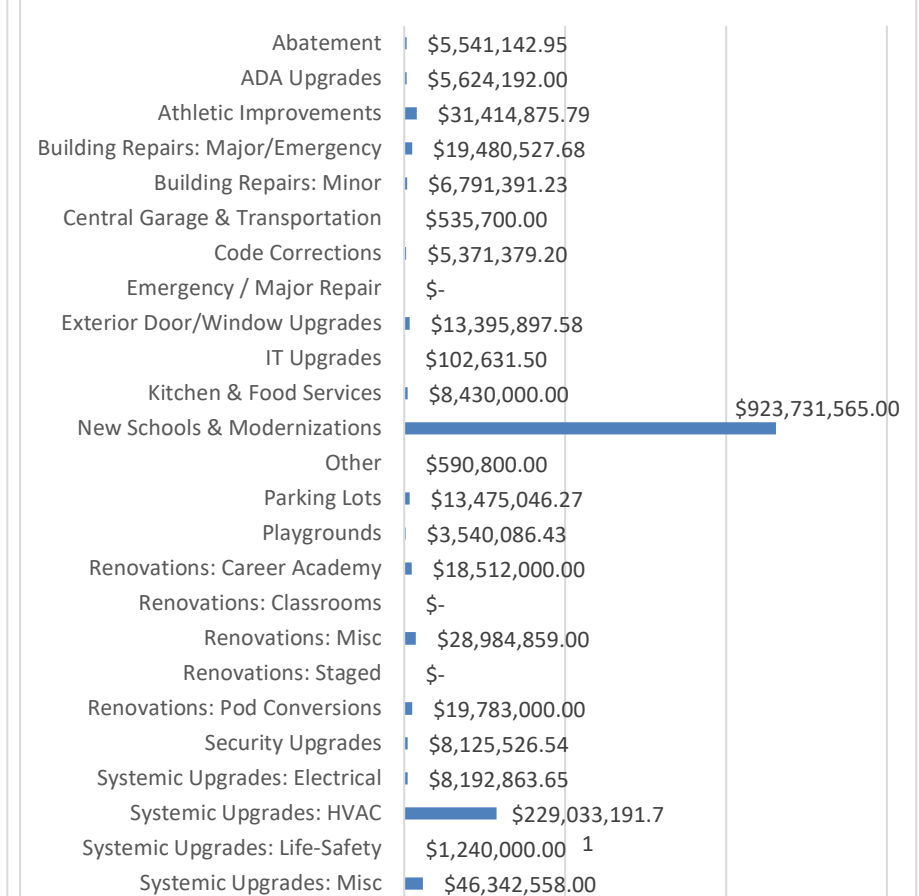 Abatement $5,541,142.95
ADA Upgrades $5,624,192.00
Athletic Improvements $31,414,875.79
Building Repairs: Major/Emergency $19,480,527.68
Building Repairs: Minor $6,791,391.23
Central Garage & Transportation $535,700.00
Code Corrections $5,371,379.20
Emergency / Major Repair $-
Exterior Door/Window Upgrades $13,395,897.58
IT Upgrades $102,631.50
Kitchen & Food Services $8,430,000.00
New Schools & Modernizations $923,731,565.00
Other $590,800.00
Parking Lots $13,475,046.27
Playgrounds $3,540,086.43
Renovations: Career Academy $18,512,000.00
Renovations: Classrooms $-
Renovations: Misc $28,984,859.00
Renovations: Staged $-
Renovations: Pod Conversions $19,783,000.00
Security Upgrades $8,125,526.54
Systemic Upgrades: Electrical $8,192,863.65
Systemic Upgrades: HVAC $229,033,191.7
1
Systemic Upgrades: Life-Safety $1,240,000.00
Systemic Upgrades: Misc $46,342,558.00